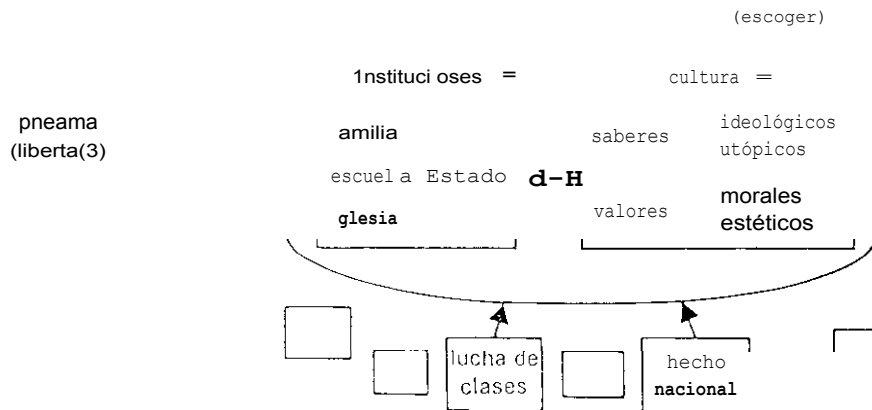 (escoger)
1nstituci oses = cultura =
pneama
(liberta(3)
amilia
saberes
ideológicos
utópicos
escuela Estado d-H
glesia
valores
morales
estéticos
lucha de
clases
hecho
nacional